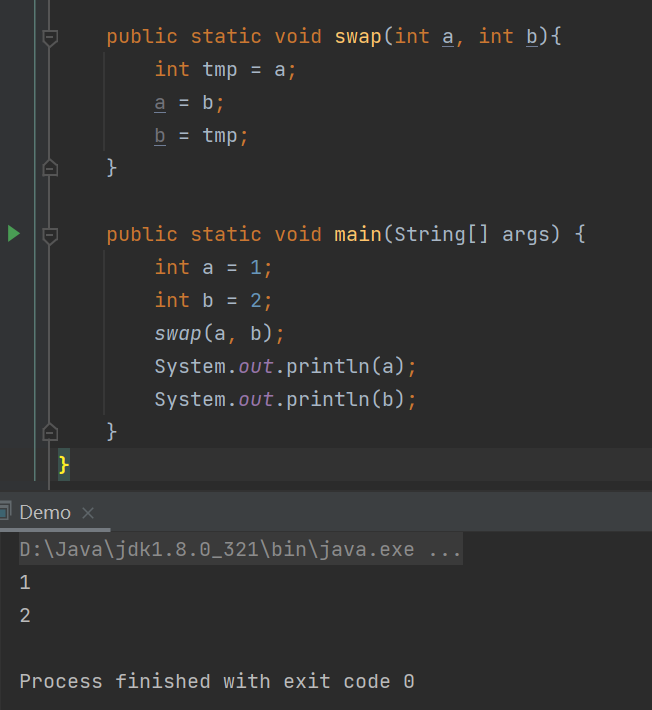 public static void swap(int a, int b){
int tmp = a;
a = b;
b = tmp;
}
public static void main(String[] args) {
int a = 1;
int b = 2;
swap(a, b);
System.out.println(a);
System.out.println(b);
}
}
Demo ×
D:\Java\jdk1.8.0_321\bin\java.exe ...
1
2
Process finished with exit code 0